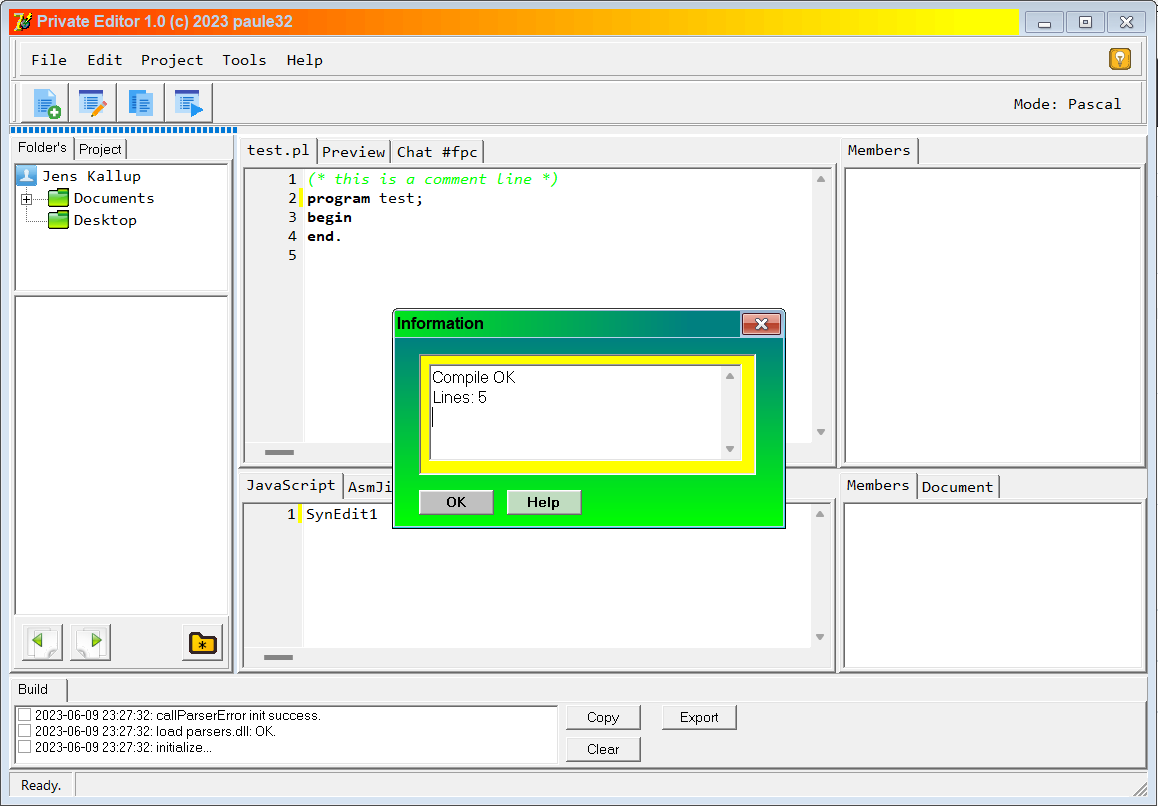 Private Editor 1.0 (c) 2023 paule32
File Edit Project Tools Help
Mode: Pascal
Folder's Project
Jens Kallup
Documents
Desktop
test.pl Preview Chat #fpc
1 (* this is a comment line *)
2 program test;
3 begin
4 end.
5
Members
Information
Compile OK
Lines: 5
OK Help
JavaScript AsmJi
1 SynEdit1
Members Document
Build
2023-06-09 23:27:32: callParserError init success.
2023-06-09 23:27:32: load parsers.dll: OK.
2023-06-09 23:27:32: initialize...
Copy Export
Clear
Ready.